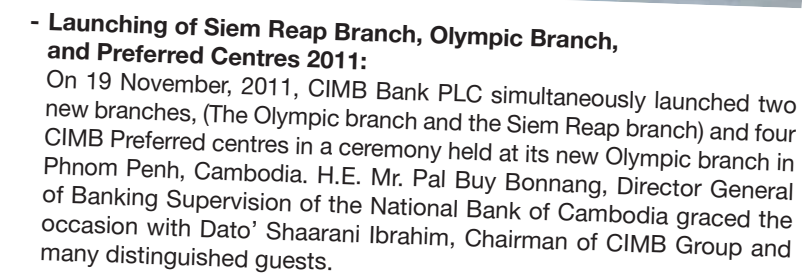 - Launching of Siem Reap Branch, Olympic Branch,
and Preferred Centres 2011:
On 19 November, 2011, CIMB Bank PLC simultaneously launched two
new branches, (The Olympic branch and the Siem Reap branch) and four
CIMB Preferred centres in a ceremony held at its new Olympic branch in
Phnom Penh, Cambodia. H.E. Mr. Pal Buy Bonnang, Director General
of Banking Supervision of the National Bank of Cambodia graced the
occasion with Dato' Shaarani Ibrahim, Chairman of CIMB Group and
many distinguished guests.